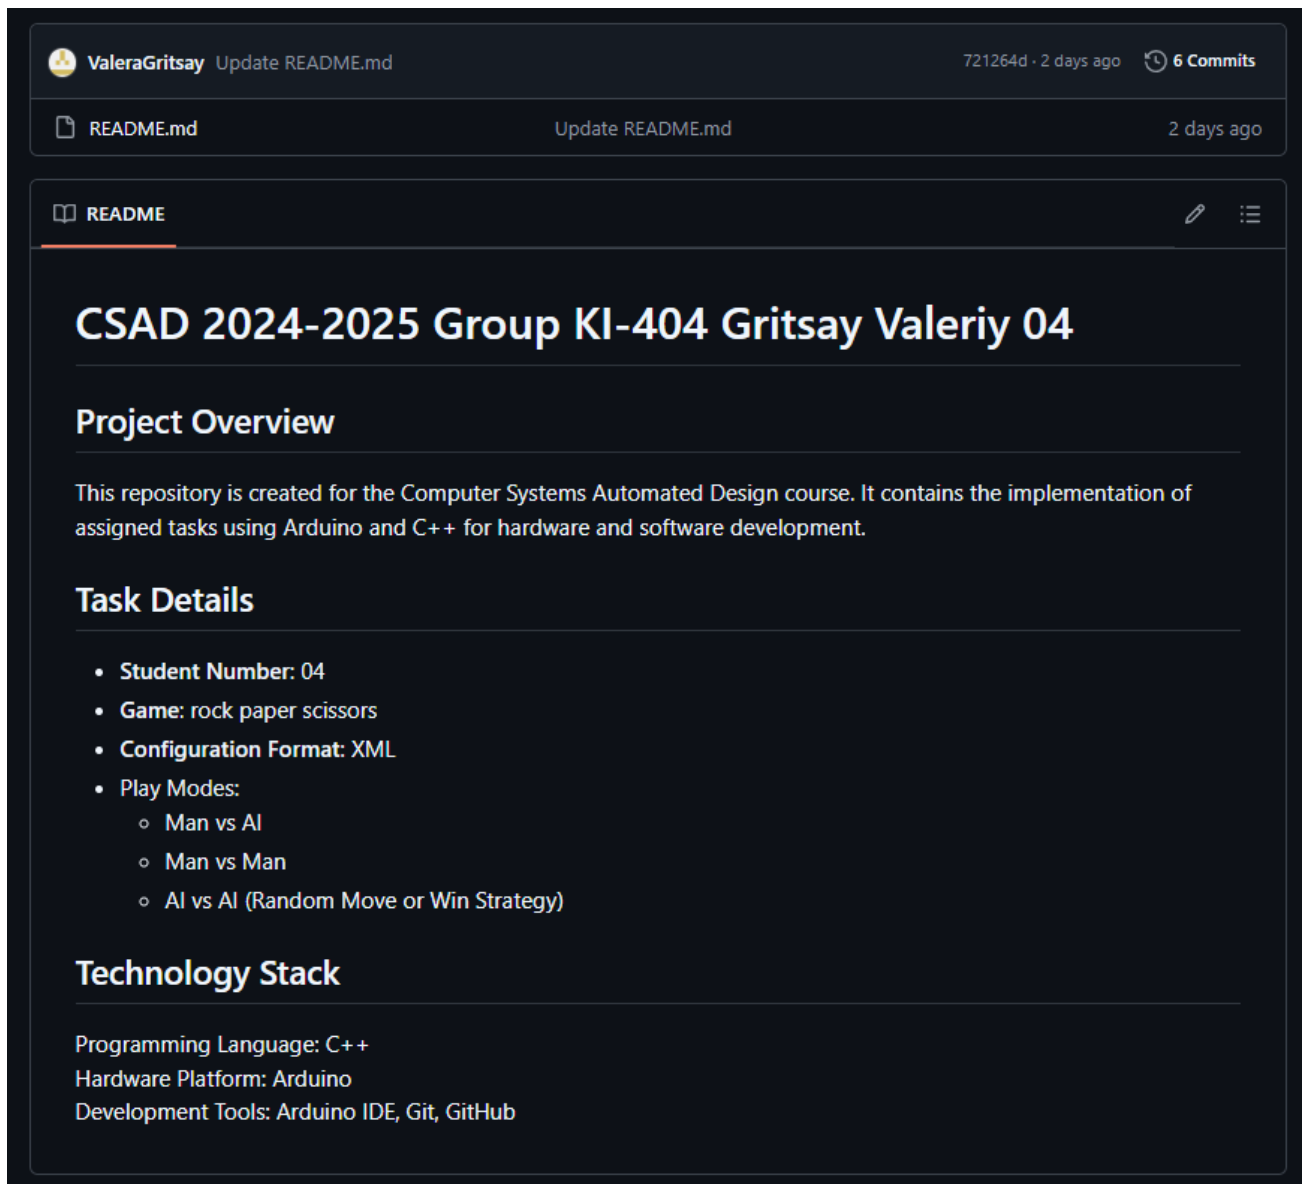 ValeraGritsay Update README.md 721264d · 2 days ago 6 Commits
README.md Update README.md 2 days ago
README
CSAD 2024-2025 Group KI-404 Gritsay Valeriy 04
Project Overview
This repository is created for the Computer Systems Automated Design course. It contains the implementation of
assigned tasks using Arduino and C++ for hardware and software development.
Task Details
• Student Number: 04
• Game: rock paper scissors
• Configuration Format: XML
• Play Modes:
◦ Man vs AI
◦ Man vs Man
◦ AI vs AI (Random Move or Win Strategy)
Technology Stack
Programming Language: C++
Hardware Platform: Arduino
Development Tools: Arduino IDE, Git, GitHub